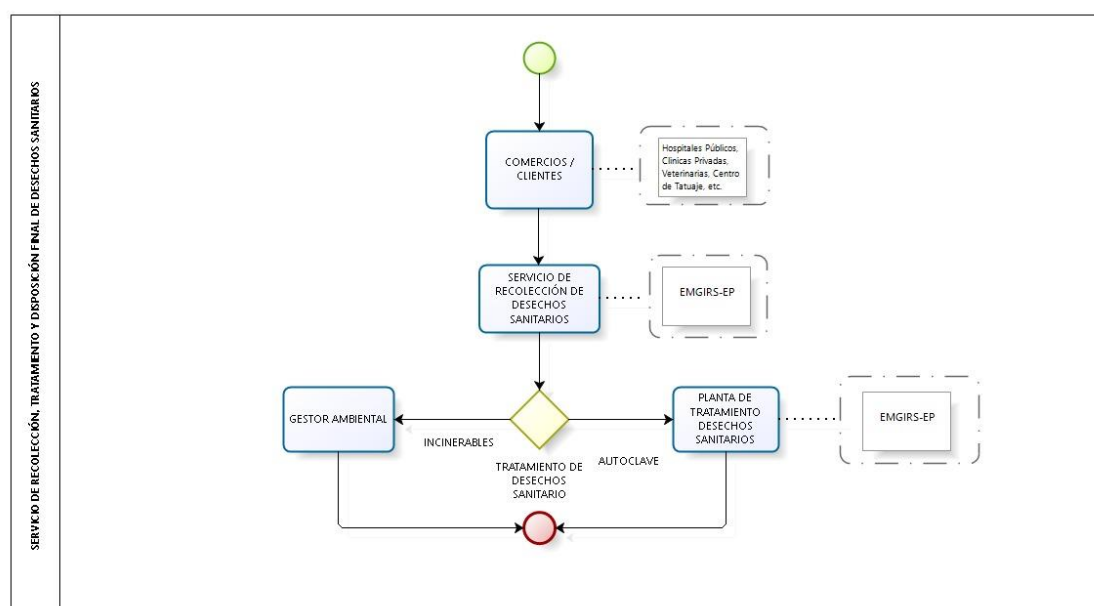 SERVICIO DE RECOLECCIÓN, TRATAMIENTO Y DISPOSICIÓN FINAL DE DESECHOS SANITARIOS
COMERCIOS /
CLIENTES
Hospitales Públicos,
Clinicas Privadas,
Veterinarias, Centro
de Tatuaje, etc.
SERVICIO DE
RECOLECCIÓN DE
DESECHOS
SANITARIOS
EMGIRS-EP
GESTOR AMBIENTAL
INCINERABLES
TRATAMIENTO DE
DESECHOS
SANITARIO
AUTOCLAVE
PLANTA DE
TRATAMIENTO
DESECHOS
SANITARIOS
EMGIRS-EP